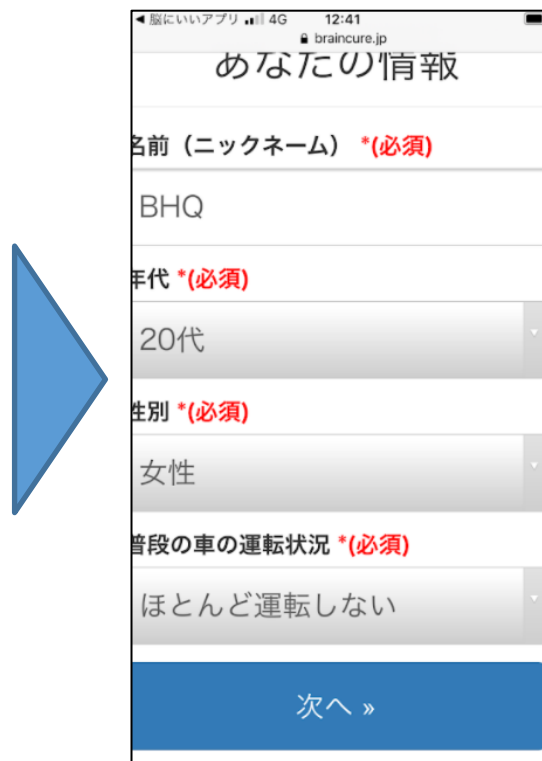 ◀ 脳にいいアプリ 4G 12:41
braincure.jp
あなたの情報
名前（ニックネーム） *(必須)
BHQ
年代 *(必須)
20代
性別 *(必須)
女性
普段の車の運転状況 *(必須)
ほとんど運転しない
次へ »